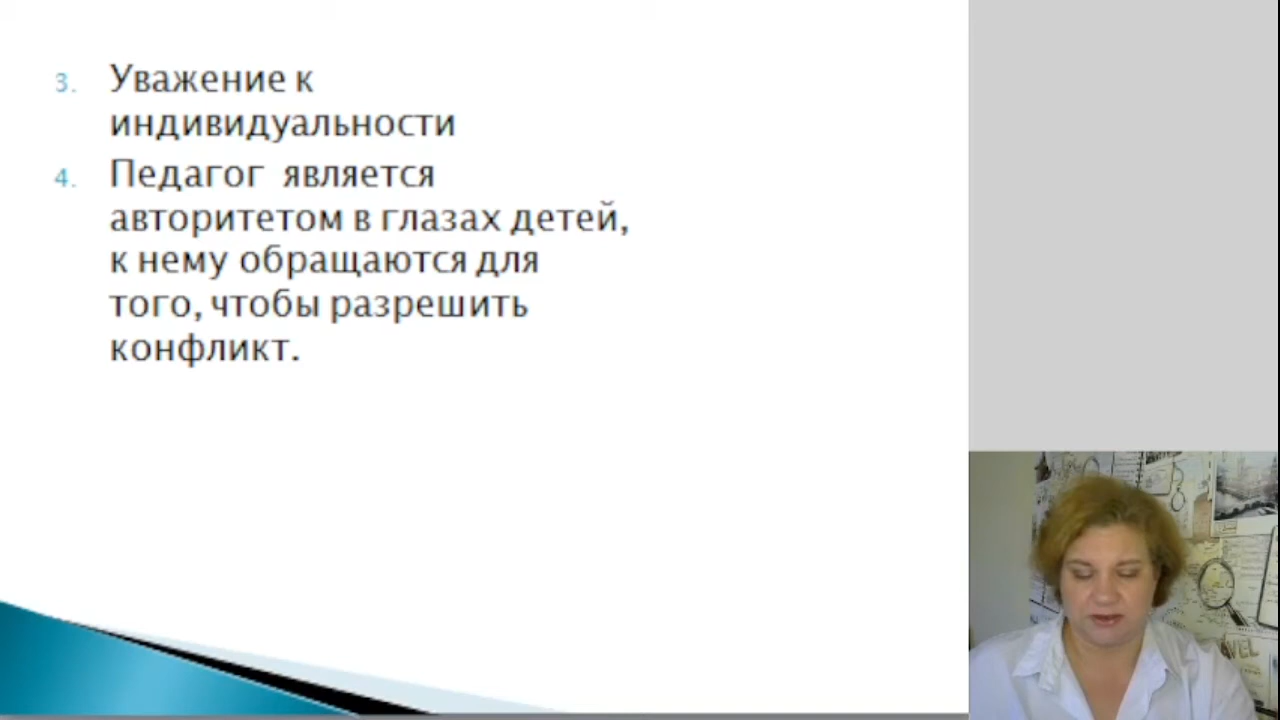 3. Уважение к
индивидуальности
4. Педагог является
авторитетом в глазах детей,
к нему обращаются для
того, чтобы разрешить
конфликт.